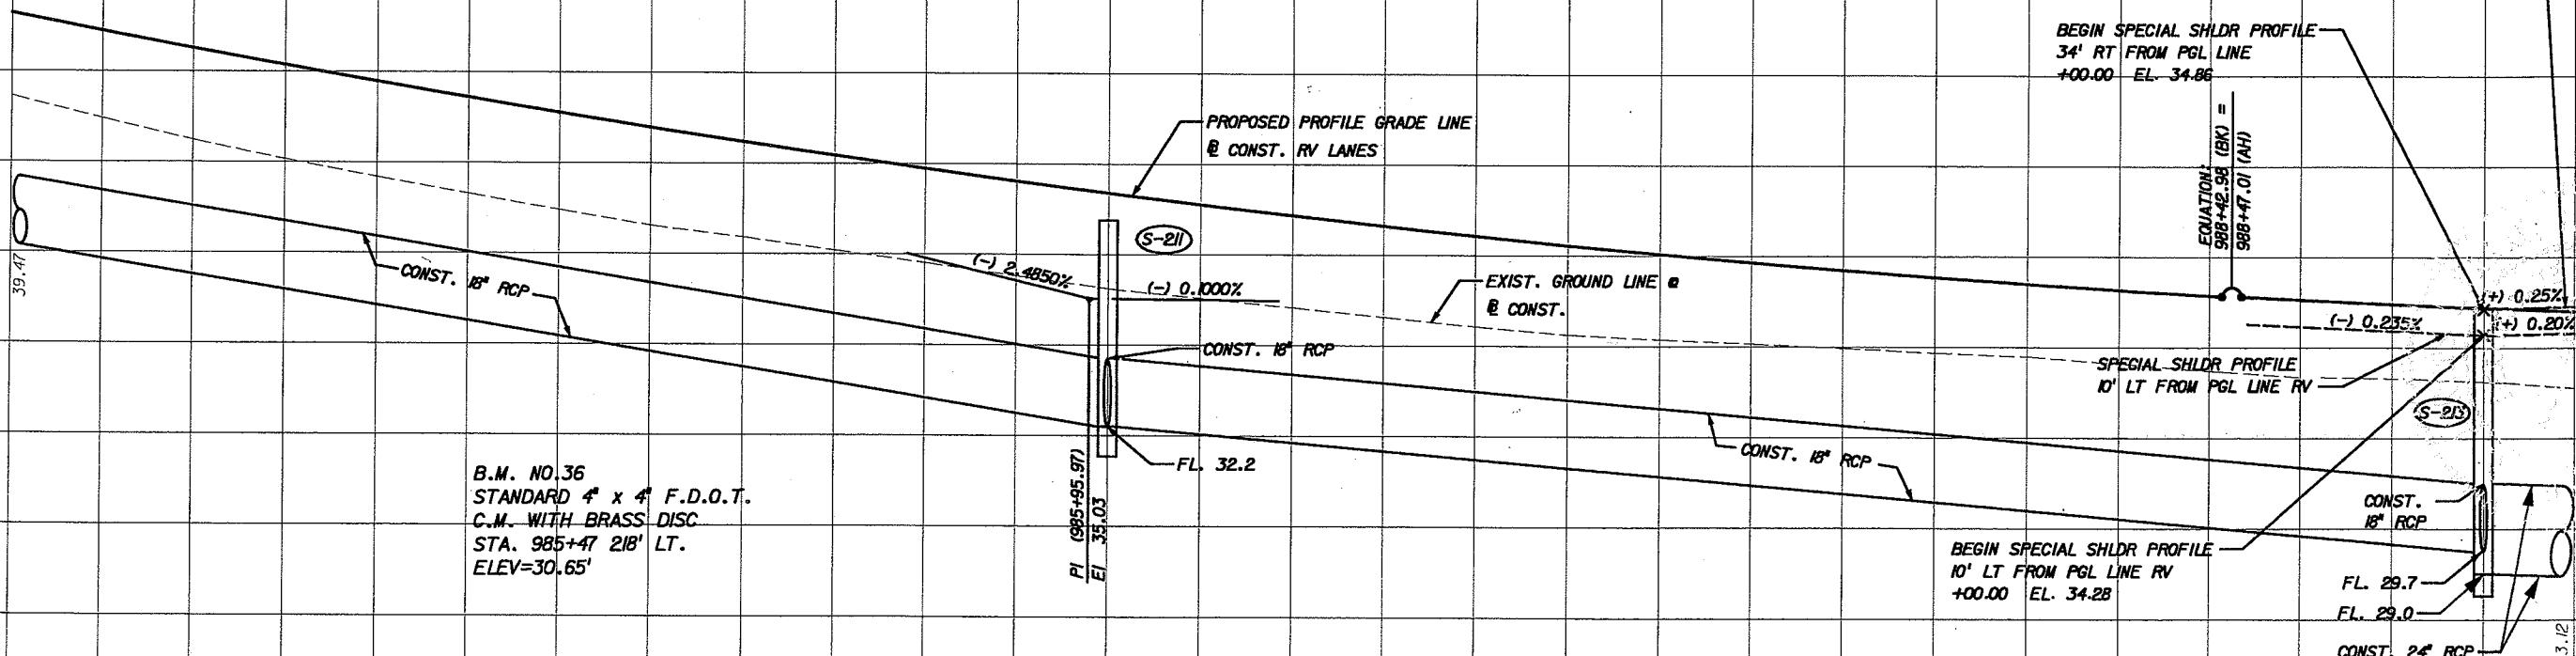 BEGIN SPECIAL SHLDR PROFILE
34' RT FROM PGL LINE
+00.00 EL. 34.86
PROPOSED PROFILE GRADE LINE
℄ CONST. RV LANES
EQUATION:
988+42.98 (BK) =
988+47.01 (AH)
S-211
39.47
CONST. 18" RCP
(-) 2.4850%
(-) 0.1000%
EXIST. GROUND LINE @
℄ CONST.
(+) 0.25%
(-) 0.235%
(+) 0.20%
CONST. 18" RCP
SPECIAL SHLDR PROFILE
10' LT FROM PGL LINE RV
S-213
B.M. NO.36
STANDARD 4" x 4" F.D.O.T.
C.M. WITH BRASS DISC
STA. 985+47 218' LT.
ELEV=30.65'
FL. 32.2
PI (985+95.97)
El 35.03
CONST. 18" RCP
CONST.
18" RCP
BEGIN SPECIAL SHLDR PROFILE
10' LT FROM PGL LINE RV
+00.00 EL. 34.28
FL. 29.7
FL. 29.0
CONST. 24" RCP
3.12